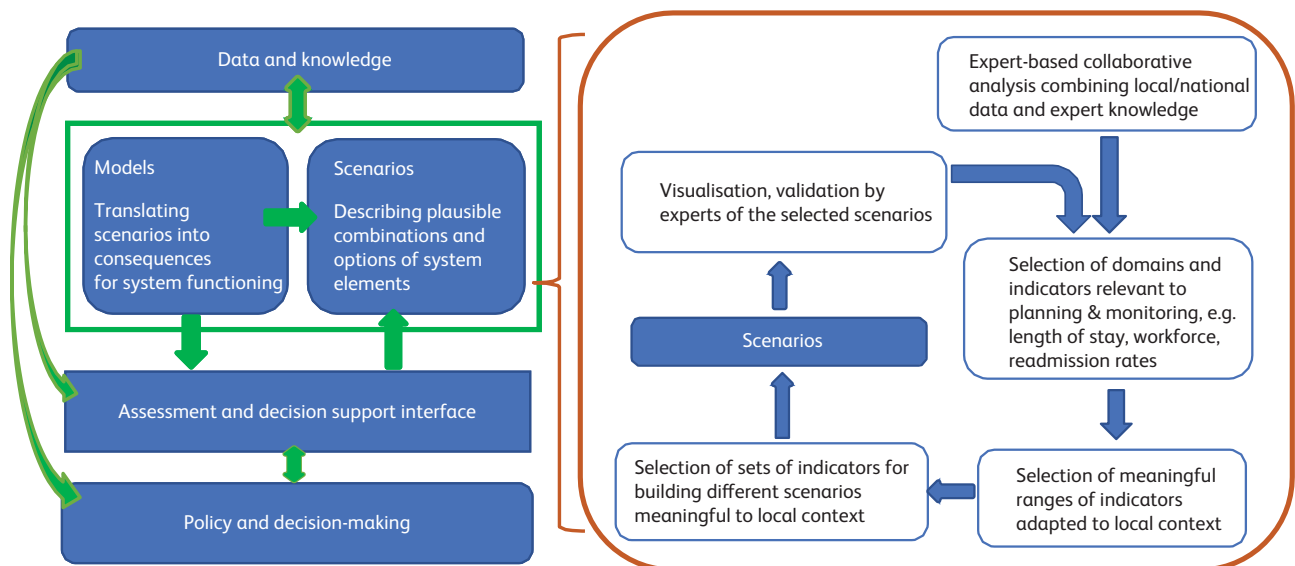 Data and knowledge
Models
Translating
scenarios into
consequences
for system functioning
Scenarios
Describing plausible
combinations and
options of system
elements
Assessment and decision support interface
Policy and decision-making
Expert-based collaborative
analysis combining local/national
data and expert knowledge
Visualisation, validation by
experts of the selected scenarios
Selection of domains and
indicators relevant to
planning & monitoring, e.g.
length of stay, workforce,
readmission rates
Scenarios
Selection of sets of indicators for
building different scenarios
meaningful to local context
Selection of meaningful
ranges of indicators
adapted to local context